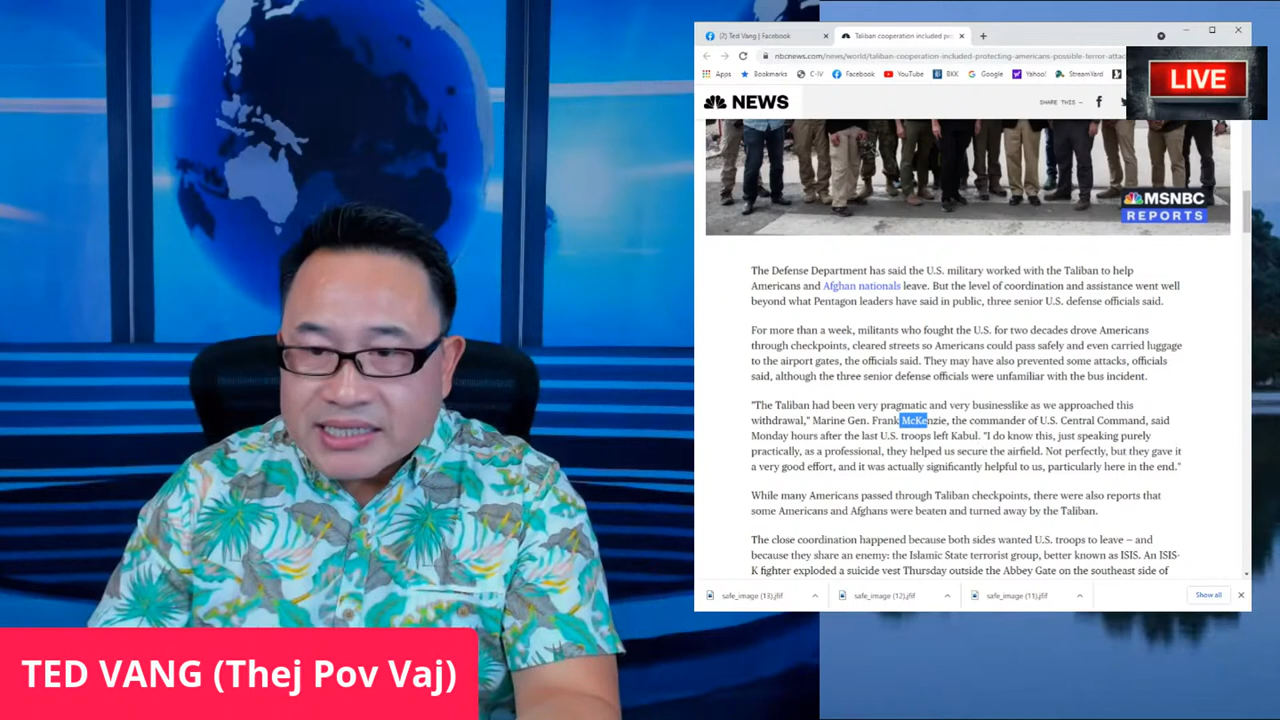 (2) Ted Vang | Facebook
Taliban cooperation included pr
nbcnews.com/news/world/taliban-cooperation-included-protecting-americans-possible-terror-attac
Apps
Bookmarks
C-IV
Facebook
YouTube
BKK
Google
Yahoo!
StreamYard
LIVE
NEWS
SHARE THIS –
MSNBC
REPORTS
The Defense Department has said the U.S. military worked with the Taliban to help
Americans and Afghan nationals leave. But the level of coordination and assistance went well
beyond what Pentagon leaders have said in public, three senior U.S. defense officials said.
For more than a week, militants who fought the U.S. for two decades drove Americans
through checkpoints, cleared streets so Americans could pass safely and even carried luggage
to the airport gates, the officials said. They may have also prevented some attacks, officials
said, although the three senior defense officials were unfamiliar with the bus incident.
"The Taliban had been very pragmatic and very businesslike as we approached this
withdrawal," Marine Gen. Frank McKenzie, the commander of U.S. Central Command, said
Monday hours after the last U.S. troops left Kabul. "I do know this, just speaking purely
practically, as a professional, they helped us secure the airfield. Not perfectly, but they gave it
a very good effort, and it was actually significantly helpful to us, particularly here in the end."
While many Americans passed through Taliban checkpoints, there were also reports that
some Americans and Afghans were beaten and turned away by the Taliban.
The close coordination happened because both sides wanted U.S. troops to leave — and
because they share an enemy: the Islamic State terrorist group, better known as ISIS. An ISIS-
K fighter exploded a suicide vest Thursday outside the Abbey Gate on the southeast side of
safe_image (13).jfif
safe_image (12).jfif
safe_image (11).jfif
Show all
TED VANG (Thej Pov Vaj)